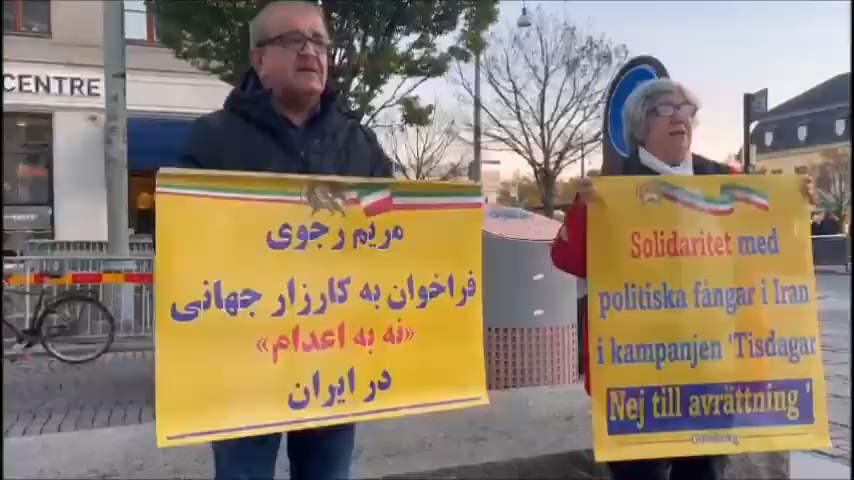 CENTRE
مریم رجوی
فراخوان به کارزار جهانی
«نه به اعدام»
در ایران
Solidaritet med
politiska fångar i Iran
i kampanjen 'Tisdagar
Nej till avrättning'
Göteborg